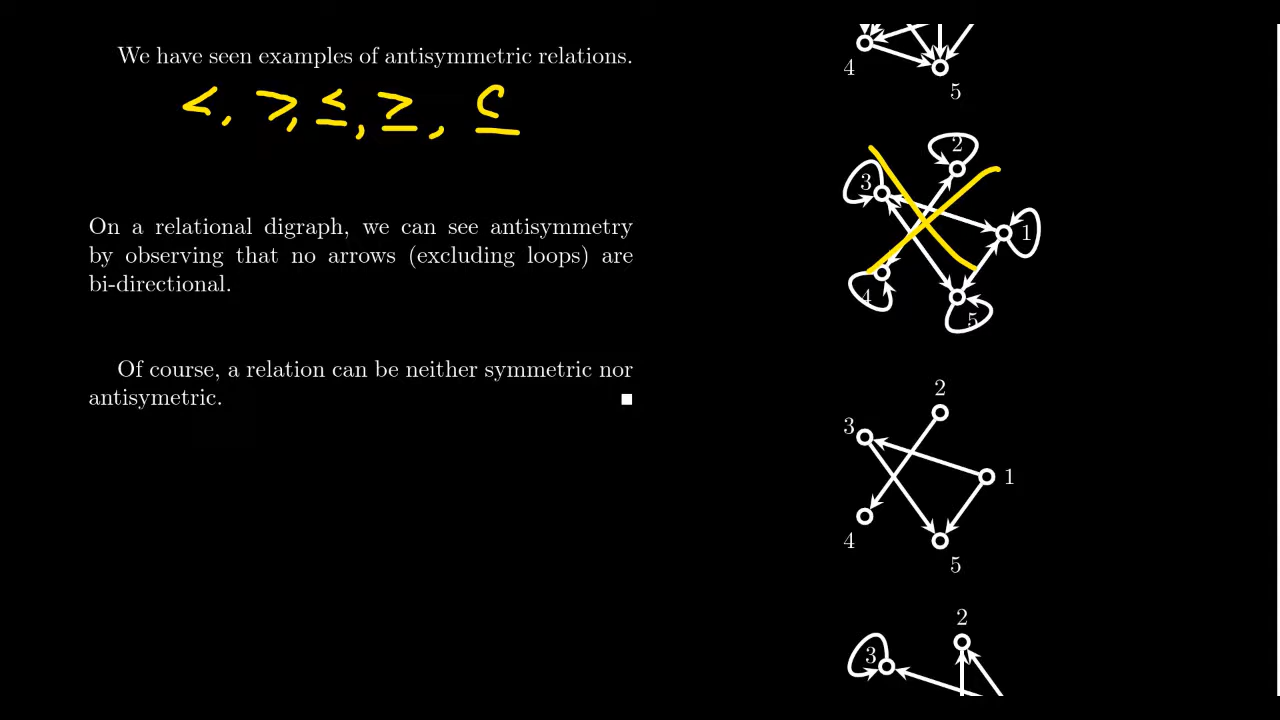 We have seen examples of antisymmetric relations.
<, >, ≤, ≥, ⊆
On a relational digraph, we can see antisymmetry
by observing that no arrows (excluding loops) are
bi-directional.
Of course, a relation can be neither symmetric nor
antisymetric.
4
5
2
3
1
4
5
2
3
1
4
5
2
3